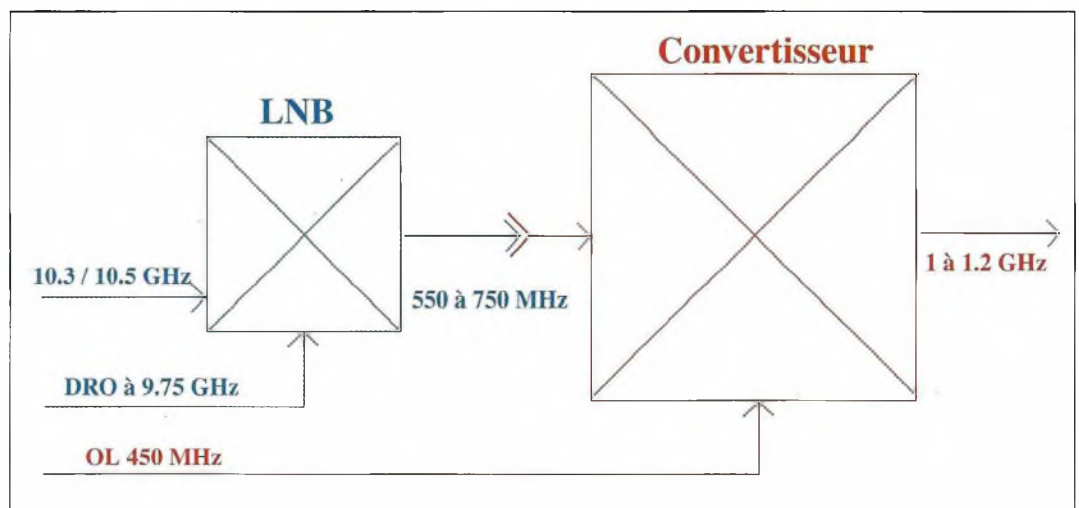 Convertisseur
LNB
10.3 / 10.5 GHz
550 à 750 MHz
1 à 1.2 GHz
DRO à 9.75 GHz
OL 450 MHz